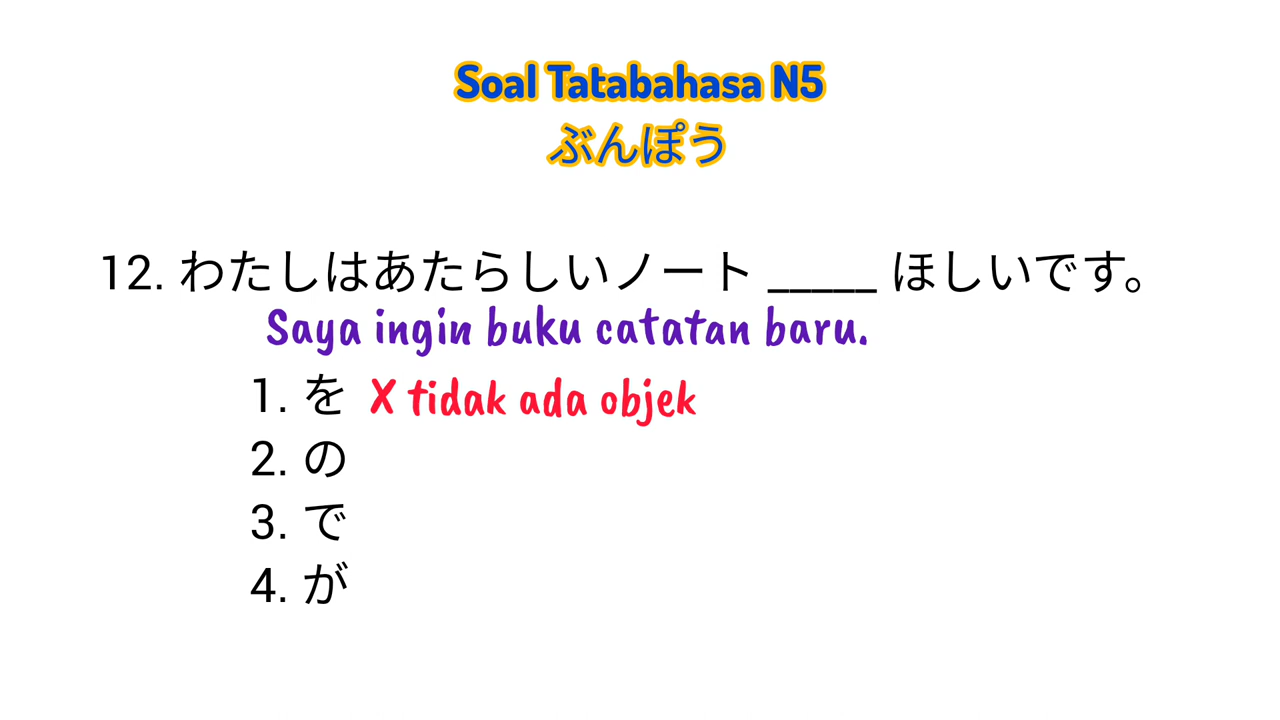 Soal Tatabahasa N5
ぶんぽう
12. わたしはあたらしいノート _____ ほしいです。
Saya ingin buku catatan baru.
1. を X tidak ada objek
2. の
3. で
4. が